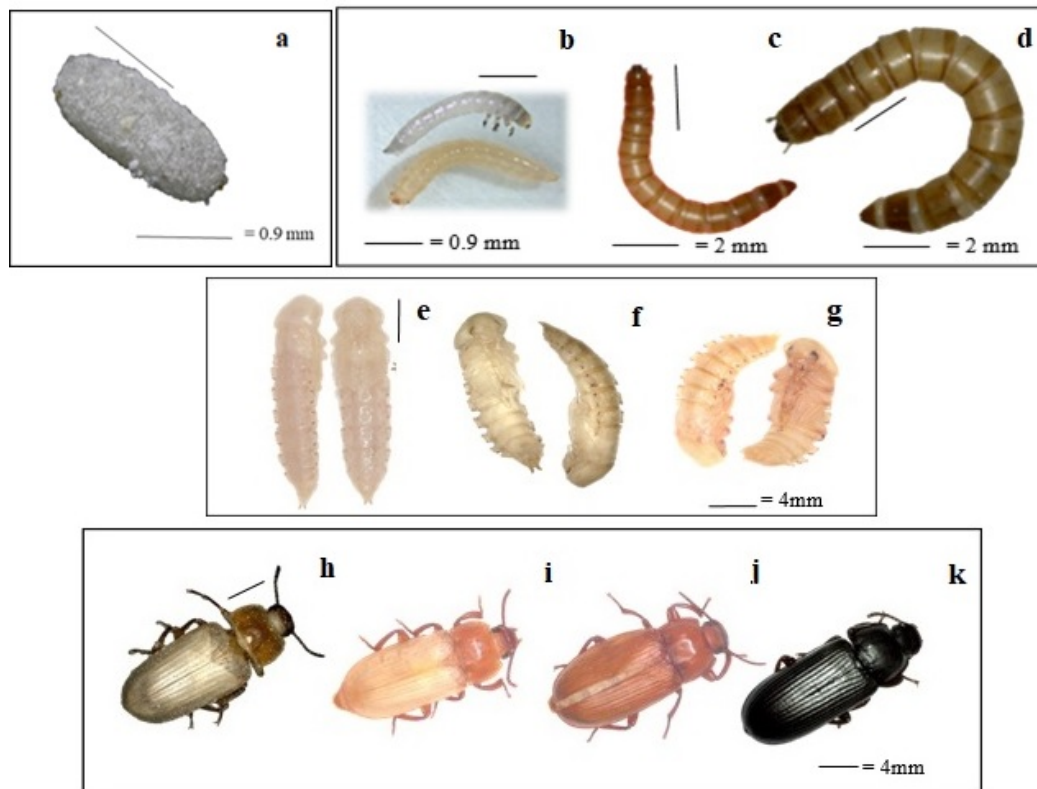 a
= 0.9 mm
b
c
d
= 0.9 mm
= 2 mm
= 2 mm
e
f
g
= 4mm
h
i
j
k
= 4mm